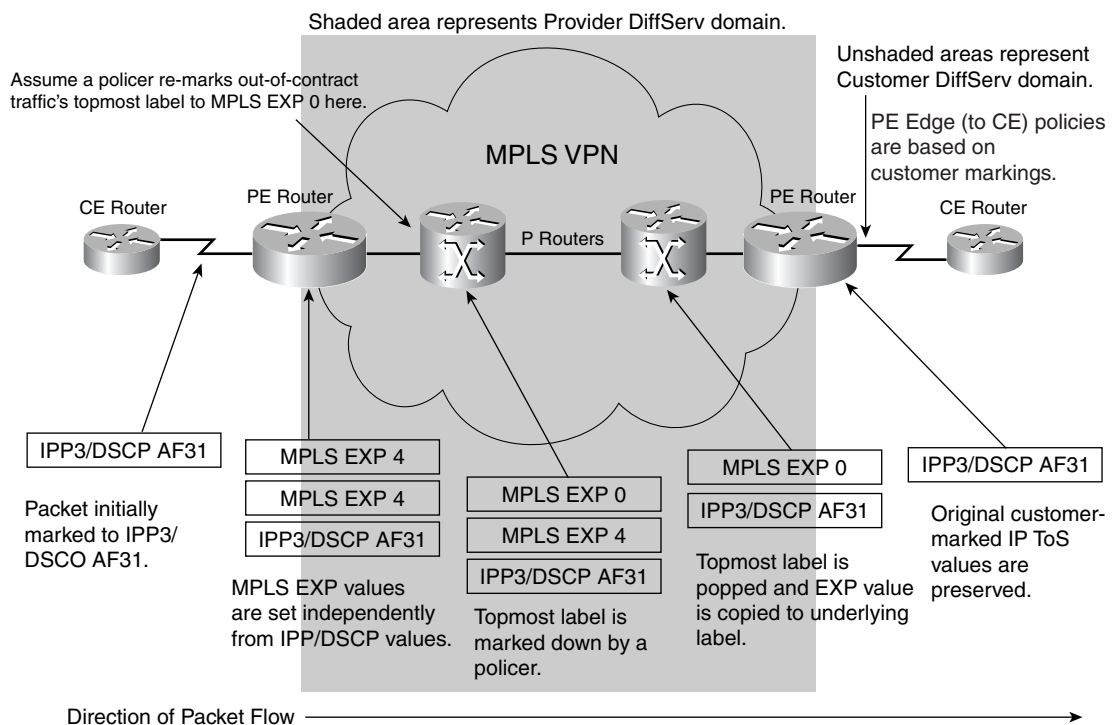 Shaded area represents Provider DiffServ domain.
Assume a policer re-marks out-of-contract
traffic's topmost label to MPLS EXP 0 here.
Unshaded areas represent
Customer DiffServ domain.
PE Edge (to CE) policies
are based on
customer markings.
MPLS VPN
CE Router
PE Router
P Routers
PE Router
CE Router
IPP3/DSCP AF31
Packet initially
marked to IPP3/
DSCO AF31.
MPLS EXP 4
MPLS EXP 4
IPP3/DSCP AF31
MPLS EXP values
are set independently
from IPP/DSCP values.
MPLS EXP 0
MPLS EXP 4
IPP3/DSCP AF31
Topmost label is
marked down by a
policer.
MPLS EXP 0
IPP3/DSCP AF31
Topmost label is
popped and EXP value
is copied to underlying
label.
IPP3/DSCP AF31
Original customer-
marked IP ToS
values are
preserved.
Direction of Packet Flow